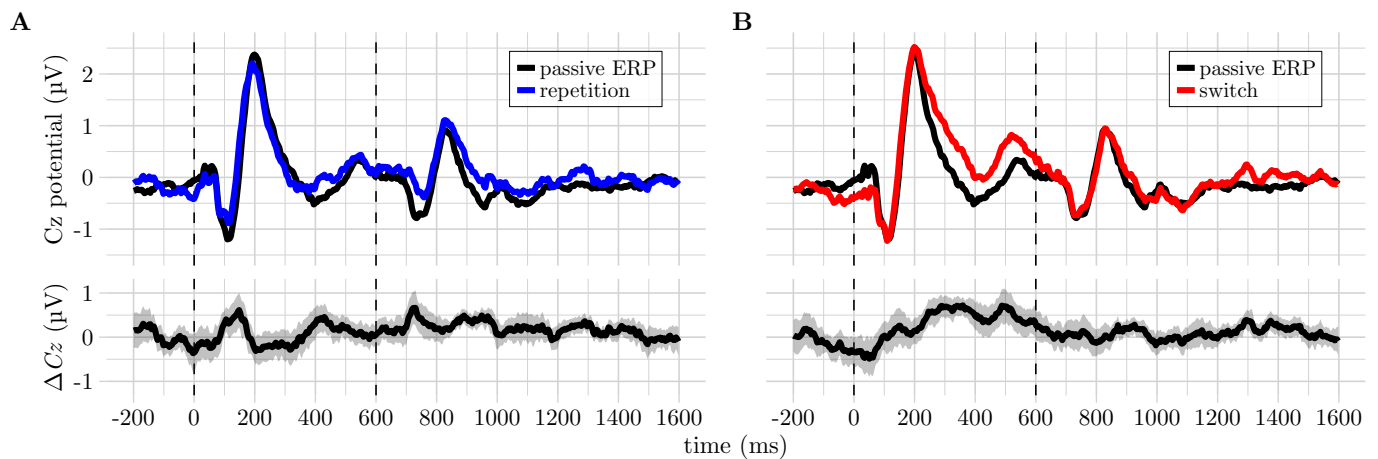 A
B
Cz potential (µV)
2
1
0
-1
passive ERP
repetition
passive ERP
switch
ΔCz (µV)
1
0
-1
-200 0 200 400 600 800 1000 1200 1400 1600
-200 0 200 400 600 800 1000 1200 1400 1600
time (ms)